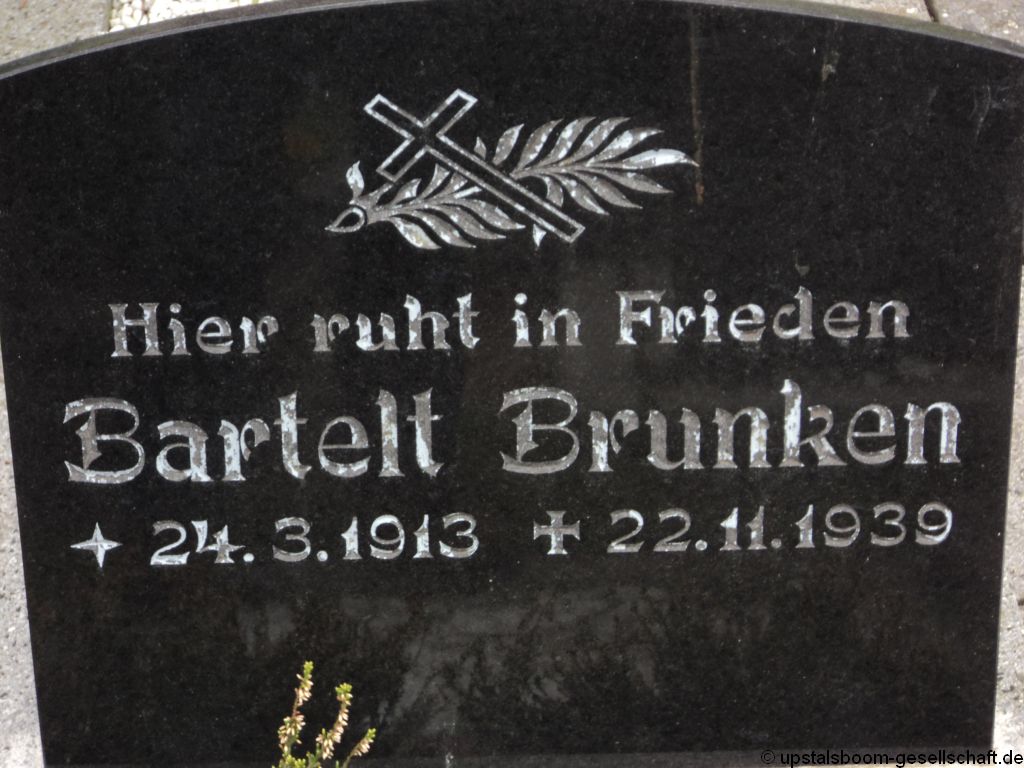 Hier ruht in Frieden
Bartelt Brunken
✦ 24.3.1913 ✠ 22.11.1939
© upstalsboom-gesellschaft.de